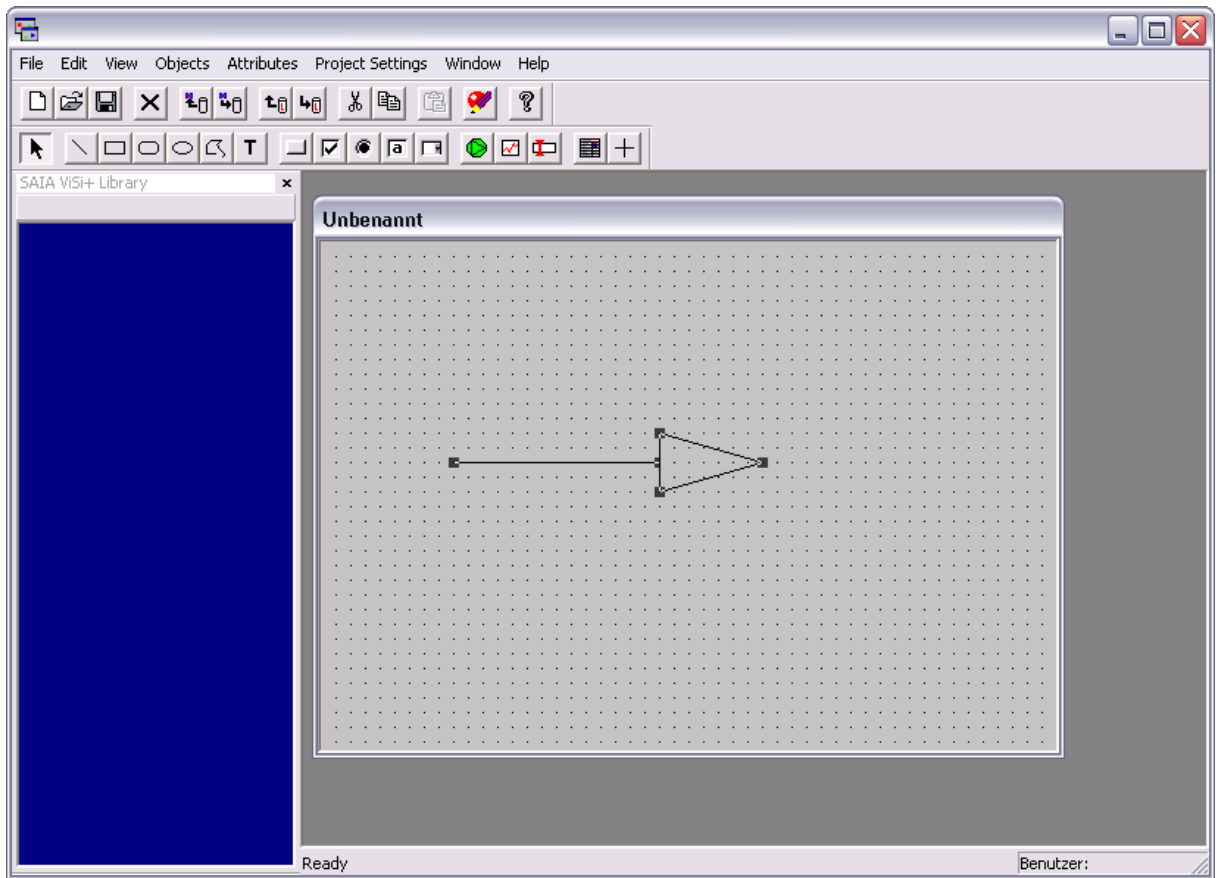 File Edit View Objects Attributes Project Settings Window Help
T
a
SAIA ViSi+ Library
Unbenannt
Ready
Benutzer: